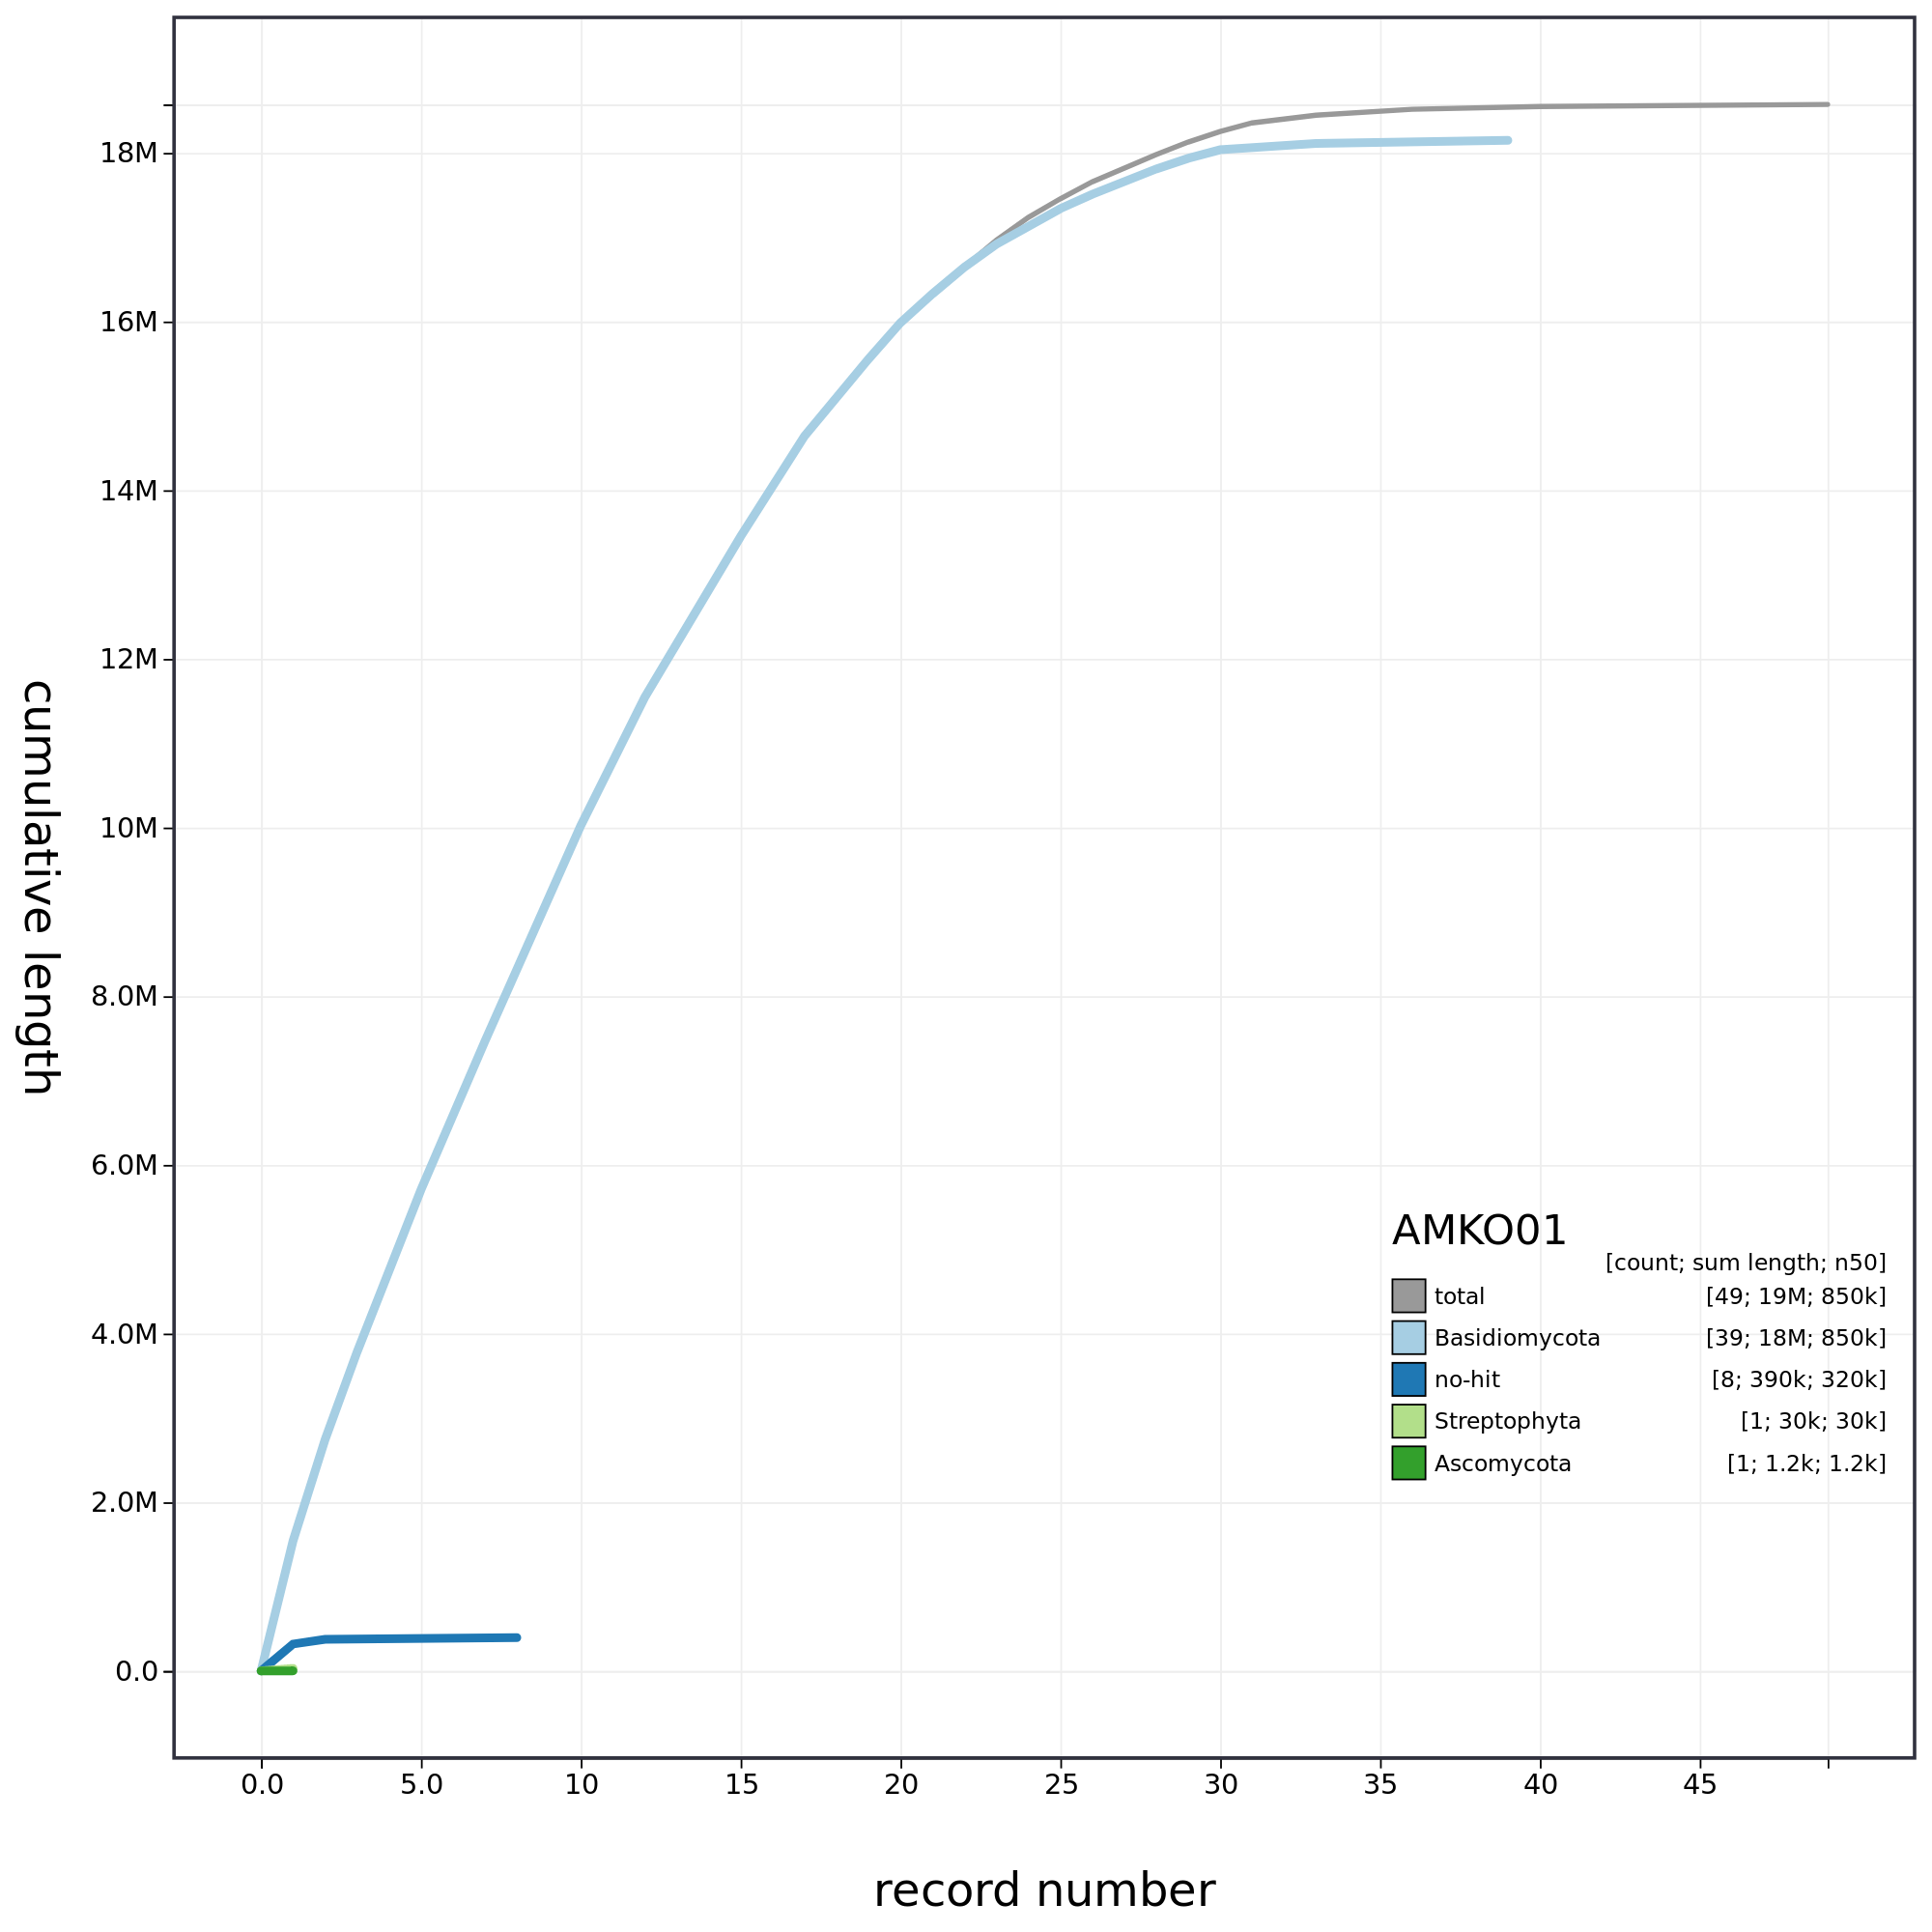 cumulative length
18M
16M
14M
12M
10M
8.0M
6.0M
4.0M
2.0M
0.0
AMKO01
[count; sum length; n50]
total [49; 19M; 850k]
Basidiomycota [39; 18M; 850k]
no-hit [8; 390k; 320k]
Streptophyta [1; 30k; 30k]
Ascomycota [1; 1.2k; 1.2k]
0.0 5.0 10 15 20 25 30 35 40 45
record number